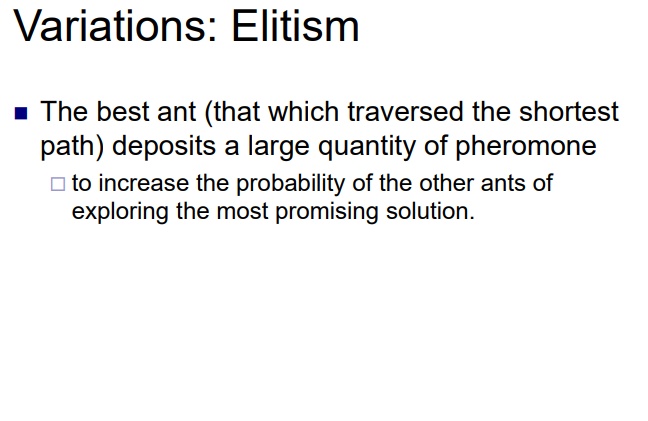 Variations: Elitism
The best ant (that which traversed the shortest
path) deposits a large quantity of pheromone
to increase the probability of the other ants of
exploring the most promising solution.